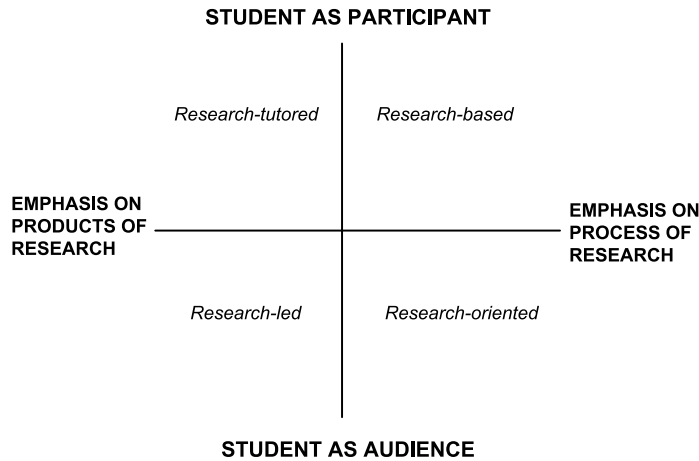 STUDENT AS PARTICIPANT
Research-tutored
Research-based
EMPHASIS ON
PRODUCTS OF
RESEARCH
EMPHASIS ON
PROCESS OF
RESEARCH
Research-led
Research-oriented
STUDENT AS AUDIENCE